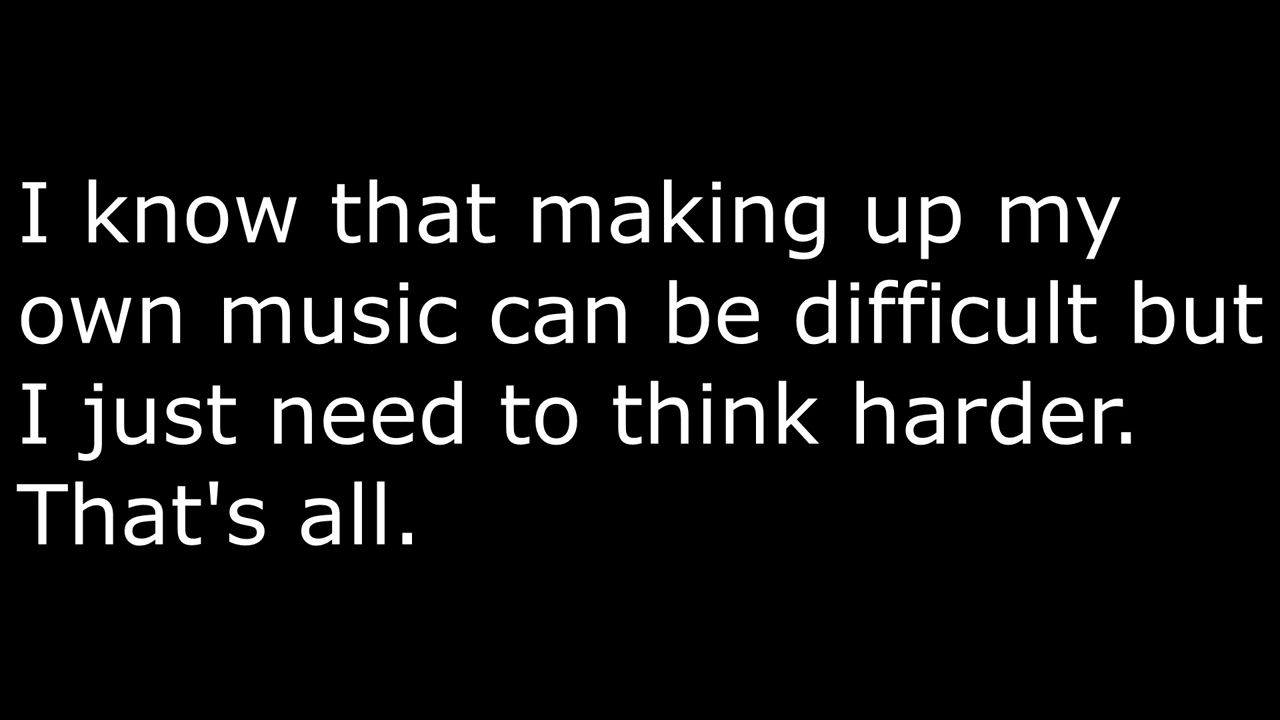 I know that making up my
own music can be difficult but
I just need to think harder.
That's all.